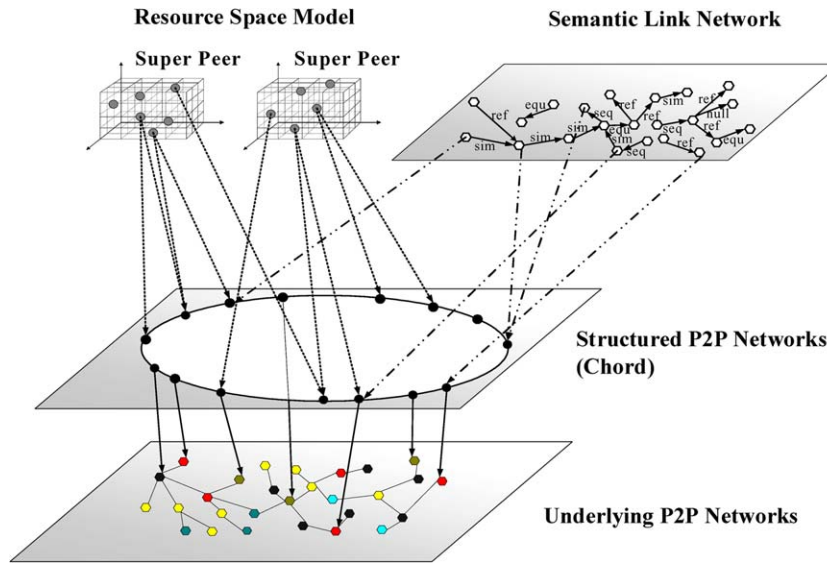 Resource Space Model
Semantic Link Network
Super Peer
Super Peer
ref
equ
seq
ref
sim
ref
null
ref
sim
sim
sim
equ
sim
seq
seq
ref
ref
equ
Structured P2P Networks
(Chord)
Underlying P2P Networks